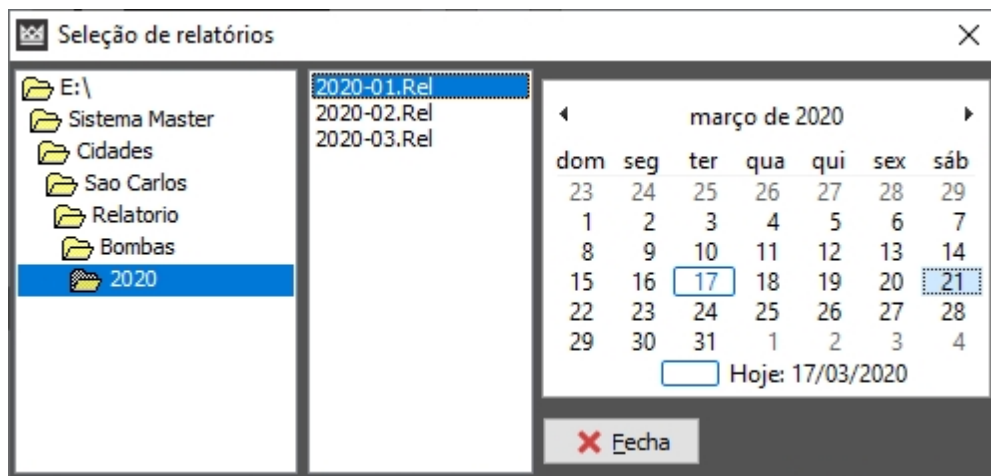 Seleção de relatórios
E:\
Sistema Master
Cidades
Sao Carlos
Relatorio
Bombas
2020
2020-01.Rel
2020-02.Rel
2020-03.Rel
março de 2020
dom seg ter qua qui sex sáb
23 24 25 26 27 28 29
1 2 3 4 5 6 7
8 9 10 11 12 13 14
15 16 17 18 19 20 21
22 23 24 25 26 27 28
29 30 31 1 2 3 4
Hoje: 17/03/2020
Fecha